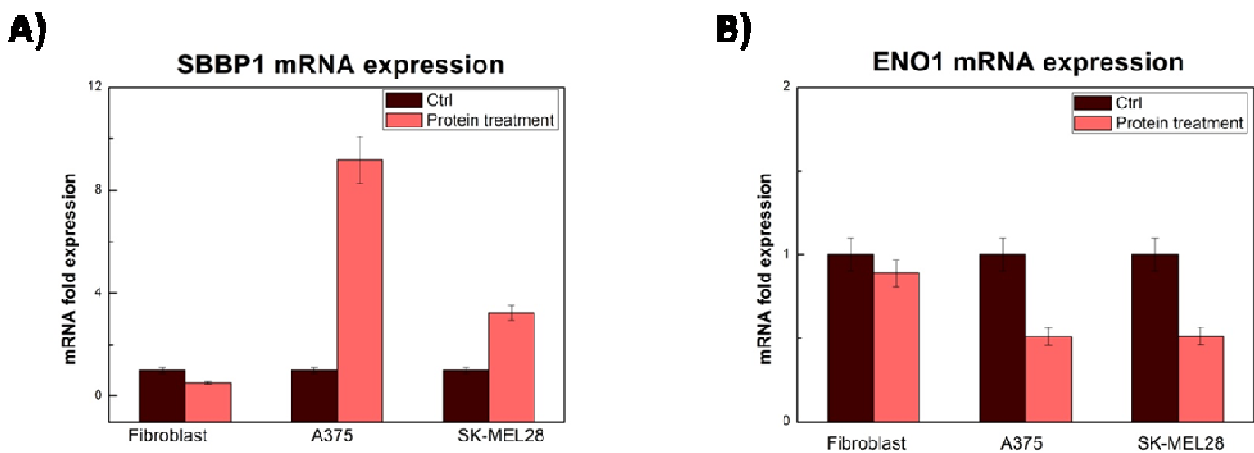 A)
SBBP1 mRNA expression
12
8
4
0
mRNA fold expression
Ctrl
Protein treatment
Fibroblast
A375
SK-MEL28
B)
ENO1 mRNA expression
2
1
0
mRNA fold expression
Ctrl
Protein treatment
Fibroblast
A375
SK-MEL28